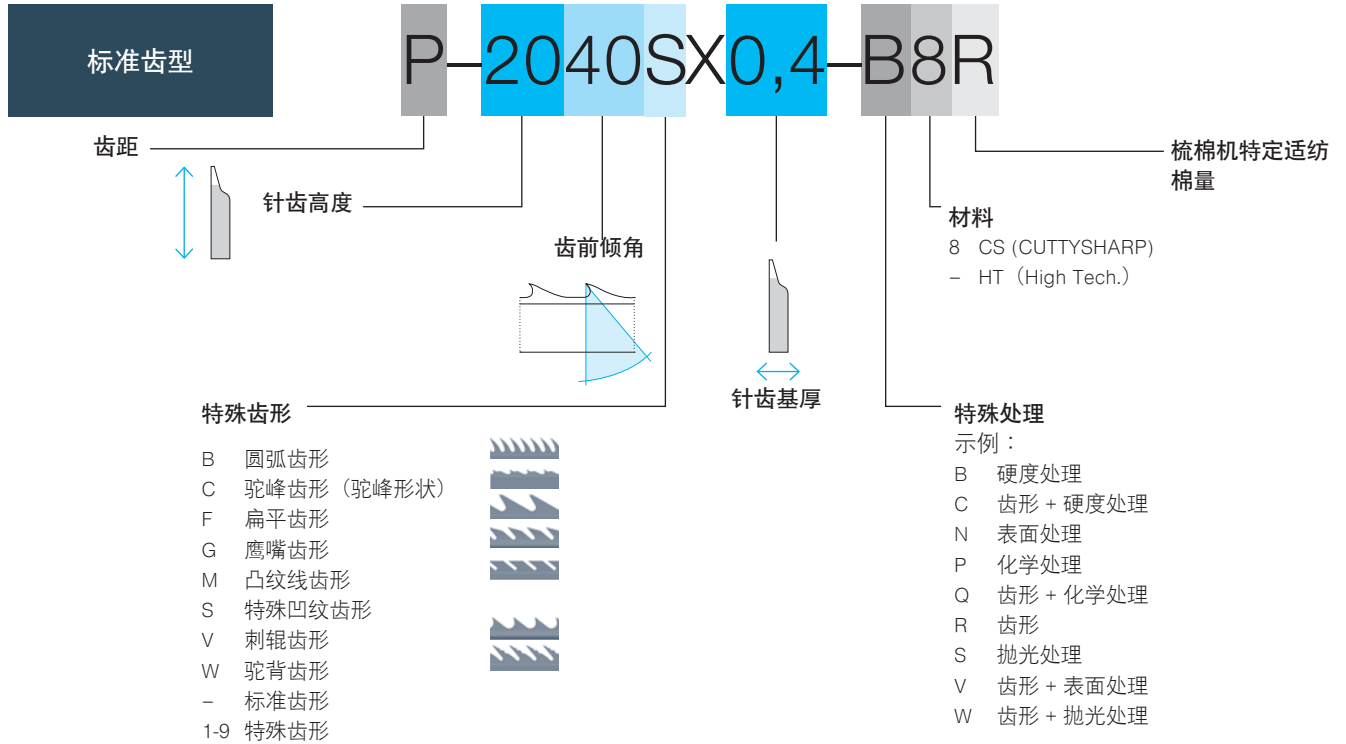 标准齿型
P–2040SX0,4–B8R
齿距
针齿高度
齿前倾角
针齿基厚
梳棉机特定适纺
棉量
材料
8 CS (CUTTYSHARP)
– HT（High Tech.）
特殊齿形
B 圆弧齿形
C 驼峰齿形（驼峰形状）
F 扁平齿形
G 鹰嘴齿形
M 凸纹线齿形
S 特殊凹纹齿形
V 刺辊齿形
W 驼背齿形
– 标准齿形
1-9 特殊齿形
特殊处理
示例：
B 硬度处理
C 齿形 + 硬度处理
N 表面处理
P 化学处理
Q 齿形 + 化学处理
R 齿形
S 抛光处理
V 齿形 + 表面处理
W 齿形 + 抛光处理